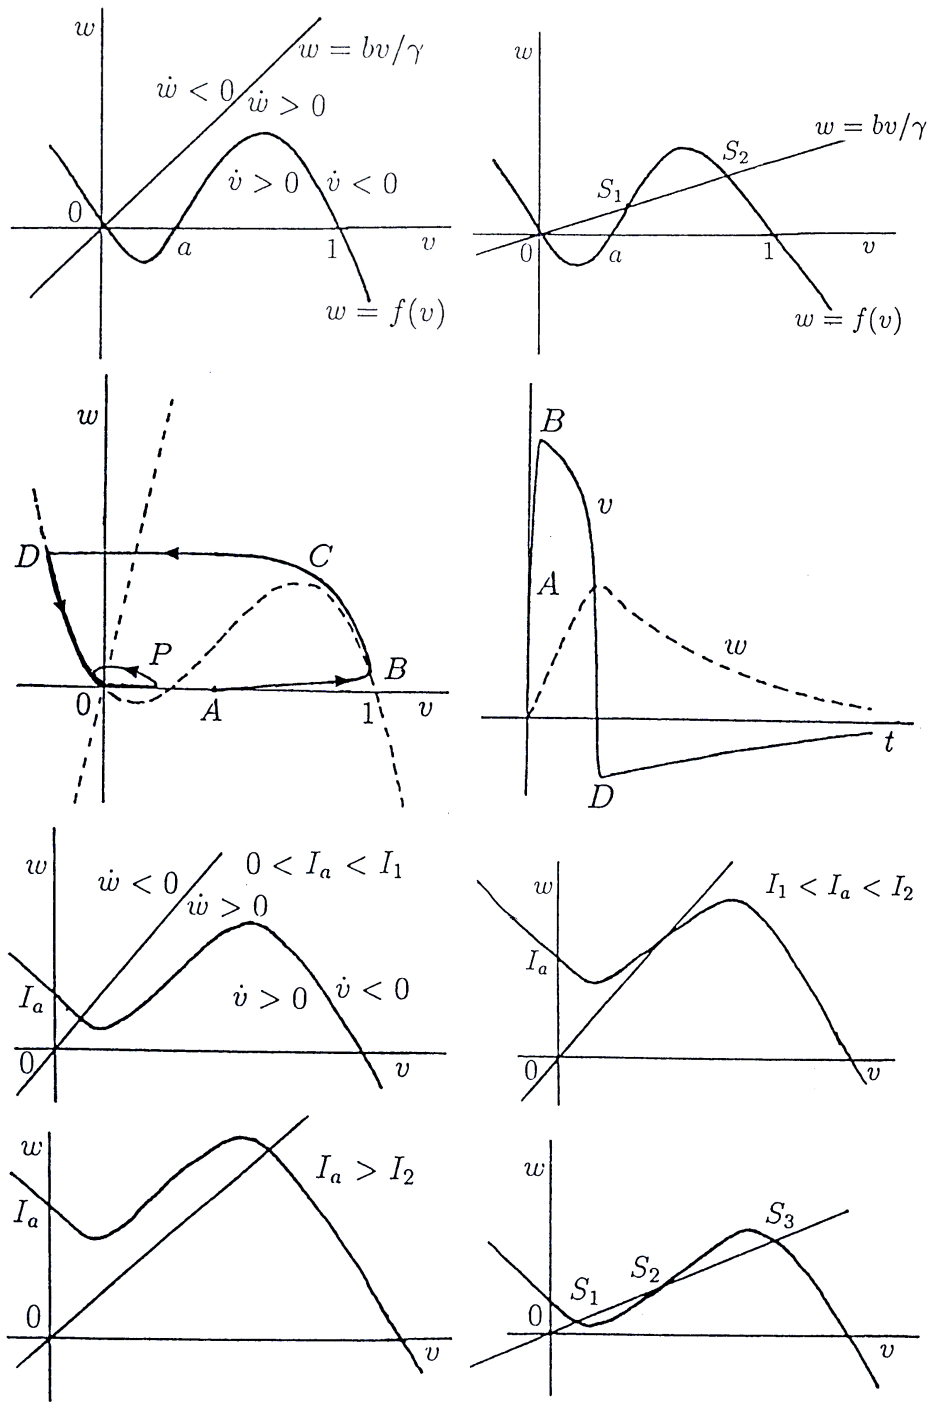 w
w = bv/γ
ẇ < 0
ẇ > 0
v̇ > 0
v̇ < 0
0
a
1
v
w = f(v)
w
w = bv/γ
S₂
S₁
0
a
1
v
w = f(v)
w
D
C
P
B
0
A
1
v
B
v
A
w
t
D
w
0 < Iₐ < I₁
ẇ < 0
ẇ > 0
Iₐ
v̇ > 0
v̇ < 0
0
v
w
I₁ < Iₐ < I₂
Iₐ
0
v
w
Iₐ > I₂
Iₐ
0
v
w
S₃
S₂
S₁
0
v